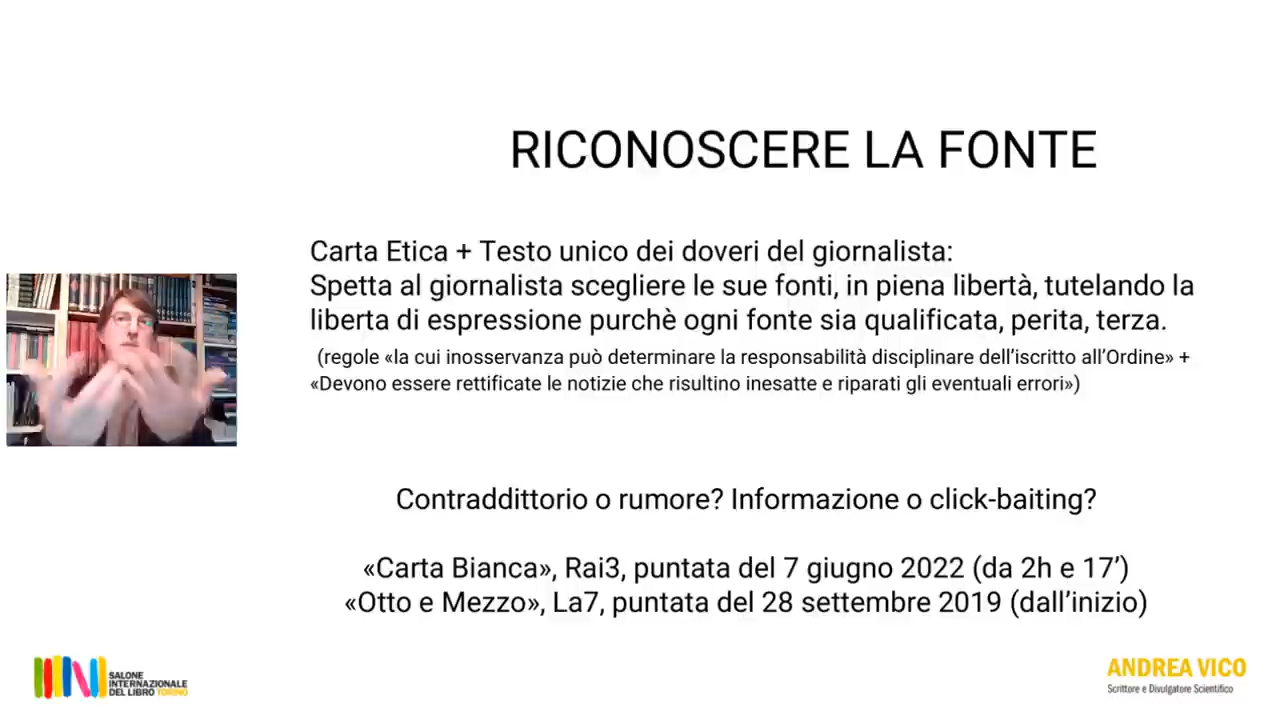 RICONOSCERE LA FONTE
Carta Etica + Testo unico dei doveri del giornalista:
Spetta al giornalista scegliere le sue fonti, in piena libertà, tutelando la
liberta di espressione purchè ogni fonte sia qualificata, perita, terza.
(regole «la cui inosservanza può determinare la responsabilità disciplinare dell'iscritto all'Ordine» +
«Devono essere rettificate le notizie che risultino inesatte e riparati gli eventuali errori»)
Contraddittorio o rumore? Informazione o click-baiting?
«Carta Bianca», Rai3, puntata del 7 giugno 2022 (da 2h e 17')
«Otto e Mezzo», La7, puntata del 28 settembre 2019 (dall'inizio)
SALONE
INTERNAZIONALE
DEL LIBRO TORINO
ANDREA VICO
Scrittore e Divulgatore Scientifico